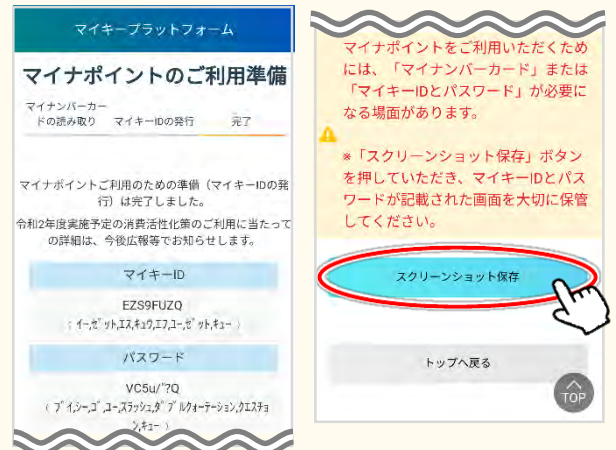 マイキープラットフォーム
マイナポイントのご利用準備
マイナンバーカー
ドの読み取り
マイキーIDの発行
完了
マイナポイントご利用のための準備（マイキーIDの発
行）は完了しました。
令和2年度実施予定の消費活性化策のご利用に当たって
の詳細は、今後広報等でお知らせします。
マイキーID
EZS9FUZQ
（ イー,ゼット,エス,キュウ,エフ,ユー,ゼット,キュー ）
パスワード
VC5u/"?Q
（ ブイ,シー,ゴ,ユー,スラッシュ,ダブルクォーテーション,クエスチョ
ン,キュー ）
マイナポイントをご利用いただくため
には、「マイナンバーカード」または
「マイキーIDとパスワード」が必要に
なる場面があります。
※「スクリーンショット保存」ボタン
を押していただき、マイキーIDとパス
ワードが記載された画面を大切に保管
してください。
スクリーンショット保存
トップへ戻る
TOP